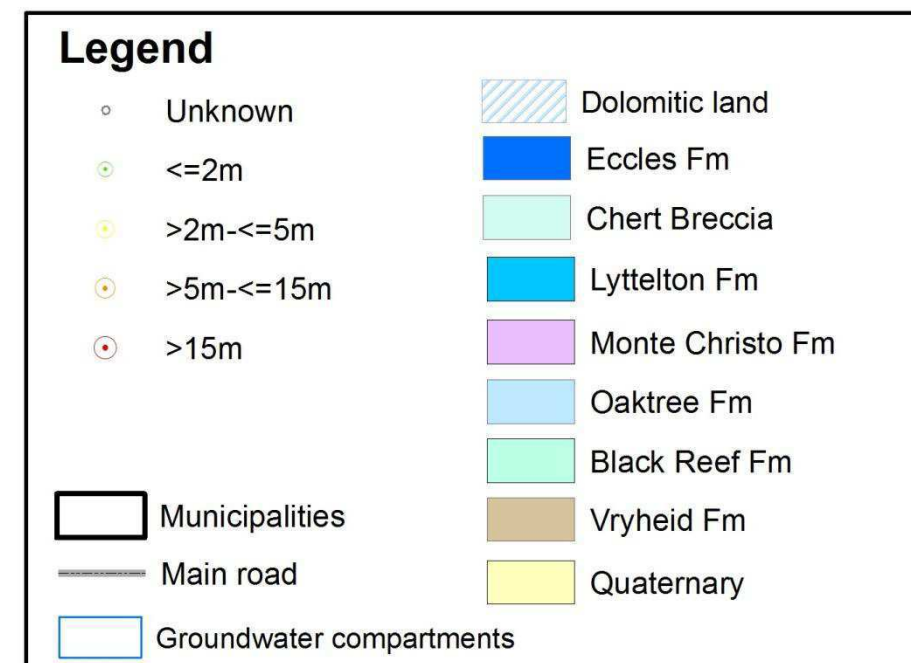 Legend
Unknown
<=2m
>2m-<=5m
>5m-<=15m
>15m
Municipalities
Main road
Groundwater compartments
Dolomitic land
Eccles Fm
Chert Breccia
Lyttelton Fm
Monte Christo Fm
Oaktree Fm
Black Reef Fm
Vryheid Fm
Quaternary